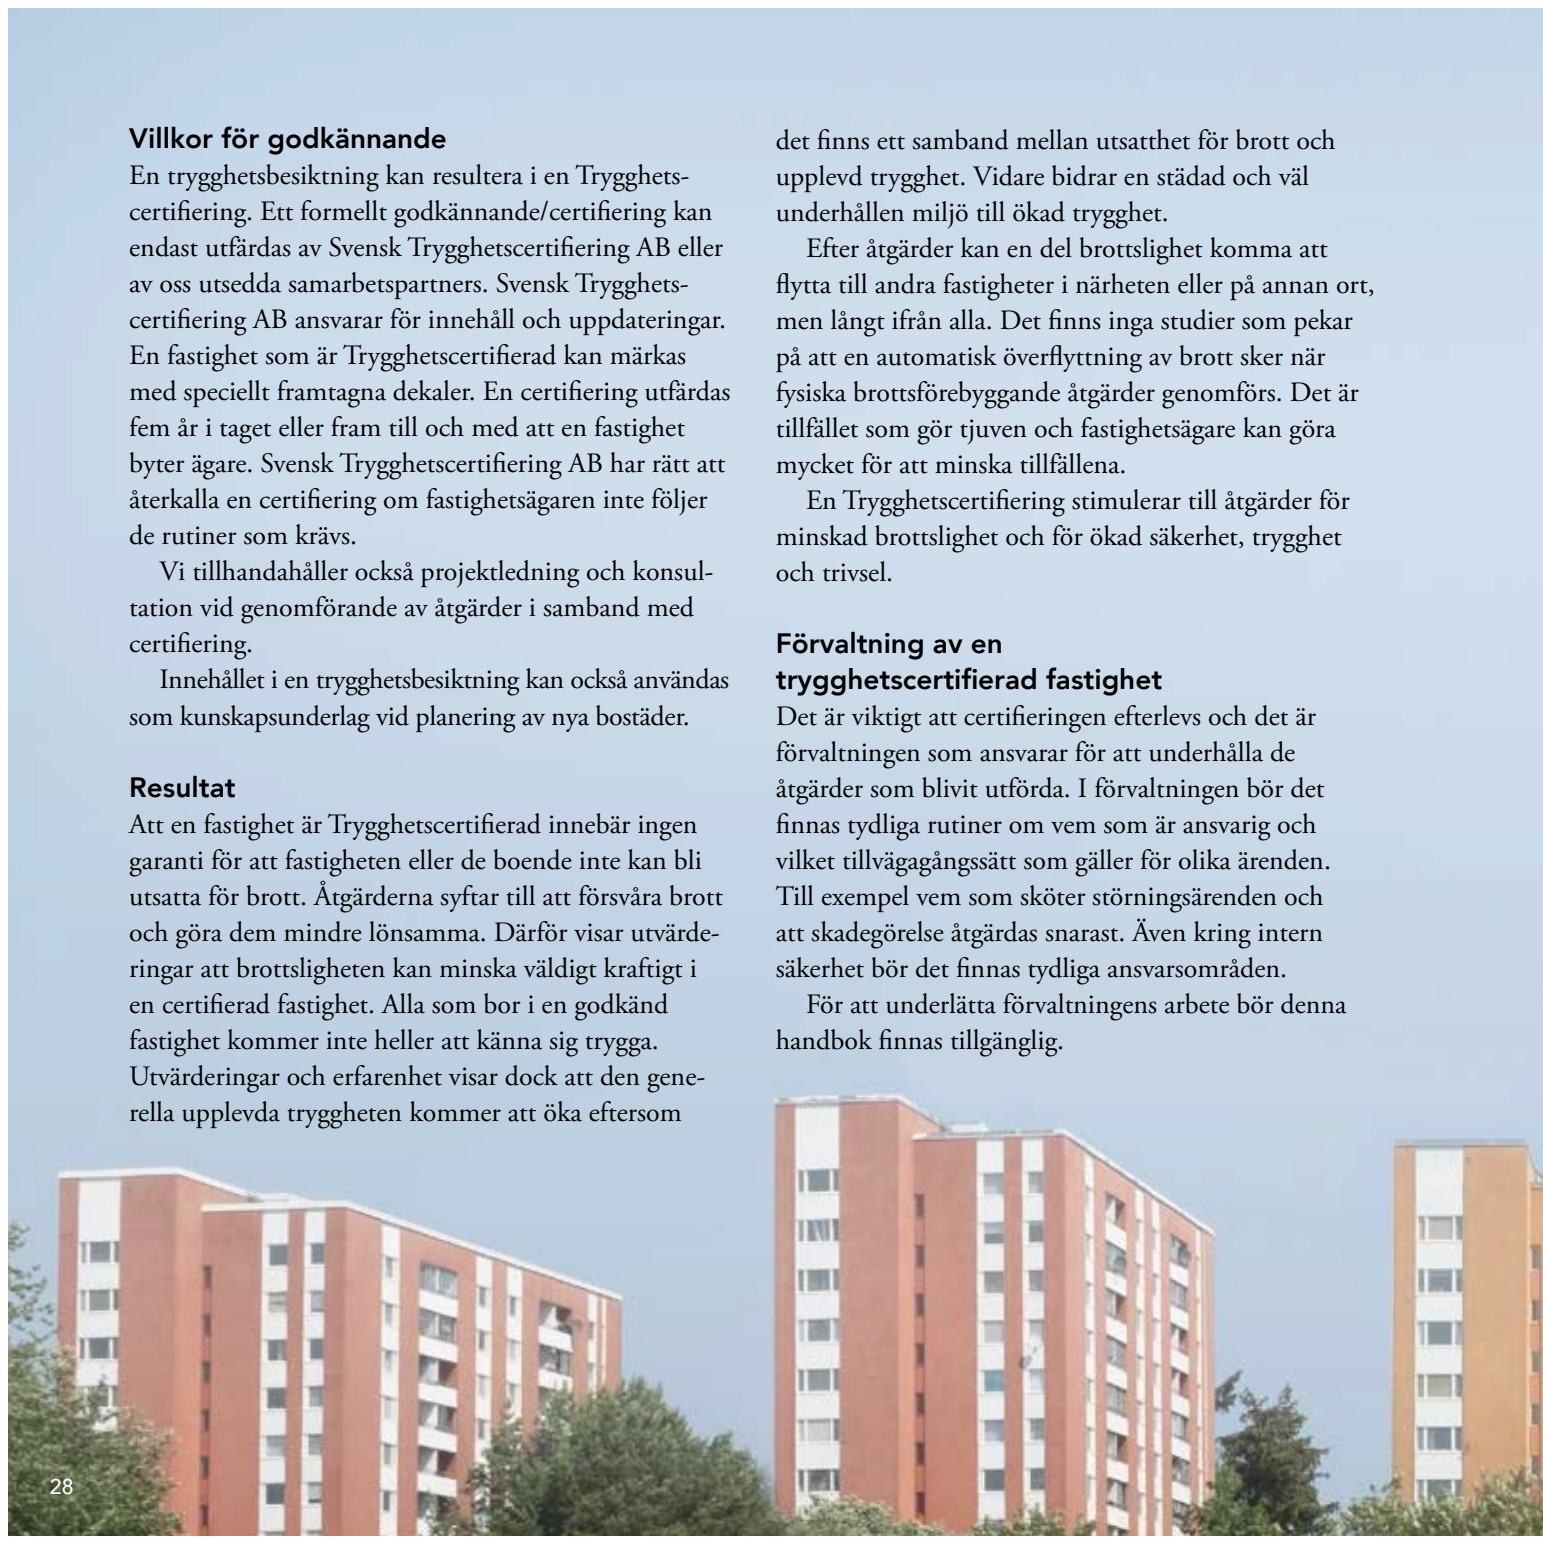 Villkor för godkännande
En trygghetsbesiktning kan resultera i en Trygghets-
certifiering. Ett formellt godkännande/certifiering kan
endast utfärdas av Svensk Trygghetscertifiering AB eller
av oss utsedda samarbetspartners. Svensk Trygghets-
certifiering AB ansvarar för innehåll och uppdateringar.
En fastighet som är Trygghetscertifierad kan märkas
med speciellt framtagna dekaler. En certifiering utfärdas
fem år i taget eller fram till och med att en fastighet
byter ägare. Svensk Trygghetscertifiering AB har rätt att
återkalla en certifiering om fastighetsägaren inte följer
de rutiner som krävs.
Vi tillhandahåller också projektledning och konsul-
tation vid genomförande av åtgärder i samband med
certifiering.
Innehållet i en trygghetsbesiktning kan också användas
som kunskapsunderlag vid planering av nya bostäder.
Resultat
Att en fastighet är Trygghetscertifierad innebär ingen
garanti för att fastigheten eller de boende inte kan bli
utsatta för brott. Åtgärderna syftar till att försvåra brott
och göra dem mindre lönsamma. Därför visar utvärde-
ringar att brottsligheten kan minska väldigt kraftigt i
en certifierad fastighet. Alla som bor i en godkänd
fastighet kommer inte heller att känna sig trygga.
Utvärderingar och erfarenhet visar dock att den gene-
rella upplevda tryggheten kommer att öka eftersom
det finns ett samband mellan utsatthet för brott och
upplevd trygghet. Vidare bidrar en städad och väl
underhållen miljö till ökad trygghet.
Efter åtgärder kan en del brottslighet komma att
flytta till andra fastigheter i närheten eller på annan ort,
men långt ifrån alla. Det finns inga studier som pekar
på att en automatisk överflyttning av brott sker när
fysiska brottsförebyggande åtgärder genomförs. Det är
tillfället som gör tjuven och fastighetsägare kan göra
mycket för att minska tillfällena.
En Trygghetscertifiering stimulerar till åtgärder för
minskad brottslighet och för ökad säkerhet, trygghet
och trivsel.
Förvaltning av en
trygghetscertifierad fastighet
Det är viktigt att certifieringen efterlevs och det är
förvaltningen som ansvarar för att underhålla de
åtgärder som blivit utförda. I förvaltningen bör det
finnas tydliga rutiner om vem som är ansvarig och
vilket tillvägagångssätt som gäller för olika ärenden.
Till exempel vem som sköter störningsärenden och
att skadegörelse åtgärdas snarast. Även kring intern
säkerhet bör det finnas tydliga ansvarsområden.
För att underlätta förvaltningens arbete bör denna
handbok finnas tillgänglig.
28